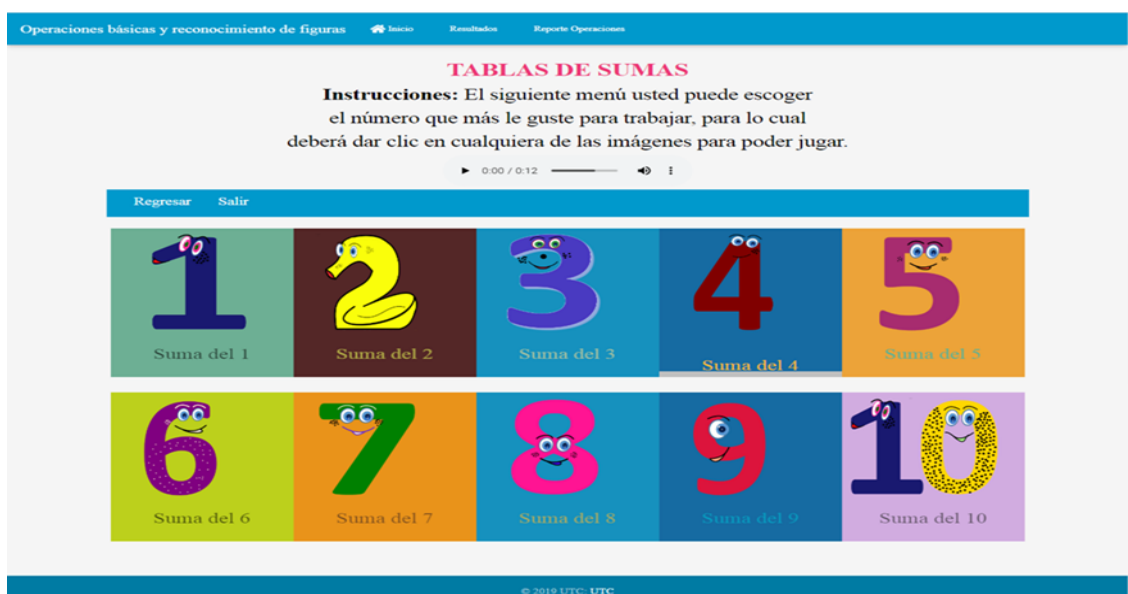 Operaciones básicas y reconocimiento de figuras Inicio Resultados Reporte Operaciones
TABLAS DE SUMAS
Instrucciones: El siguiente menú usted puede escoger
el número que más le guste para trabajar, para lo cual
deberá dar clic en cualquiera de las imágenes para poder jugar.
0:00 / 0:12
Regresar Salir
1 2 3 4 5
Suma del 1 Suma del 2 Suma del 3 Suma del 4 Suma del 5
6 7 8 9 10
Suma del 6 Suma del 7 Suma del 8 Suma del 9 Suma del 10
© 2019 UTC: UTC